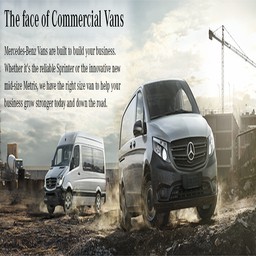 The face of Commercial Vans
Mercedes-Benz Vans are built to build your business.
Whether it's the reliable Sprinter or the innovative new
mid-size Metris, we have the right size van to help your
business grow stronger today and down the road.